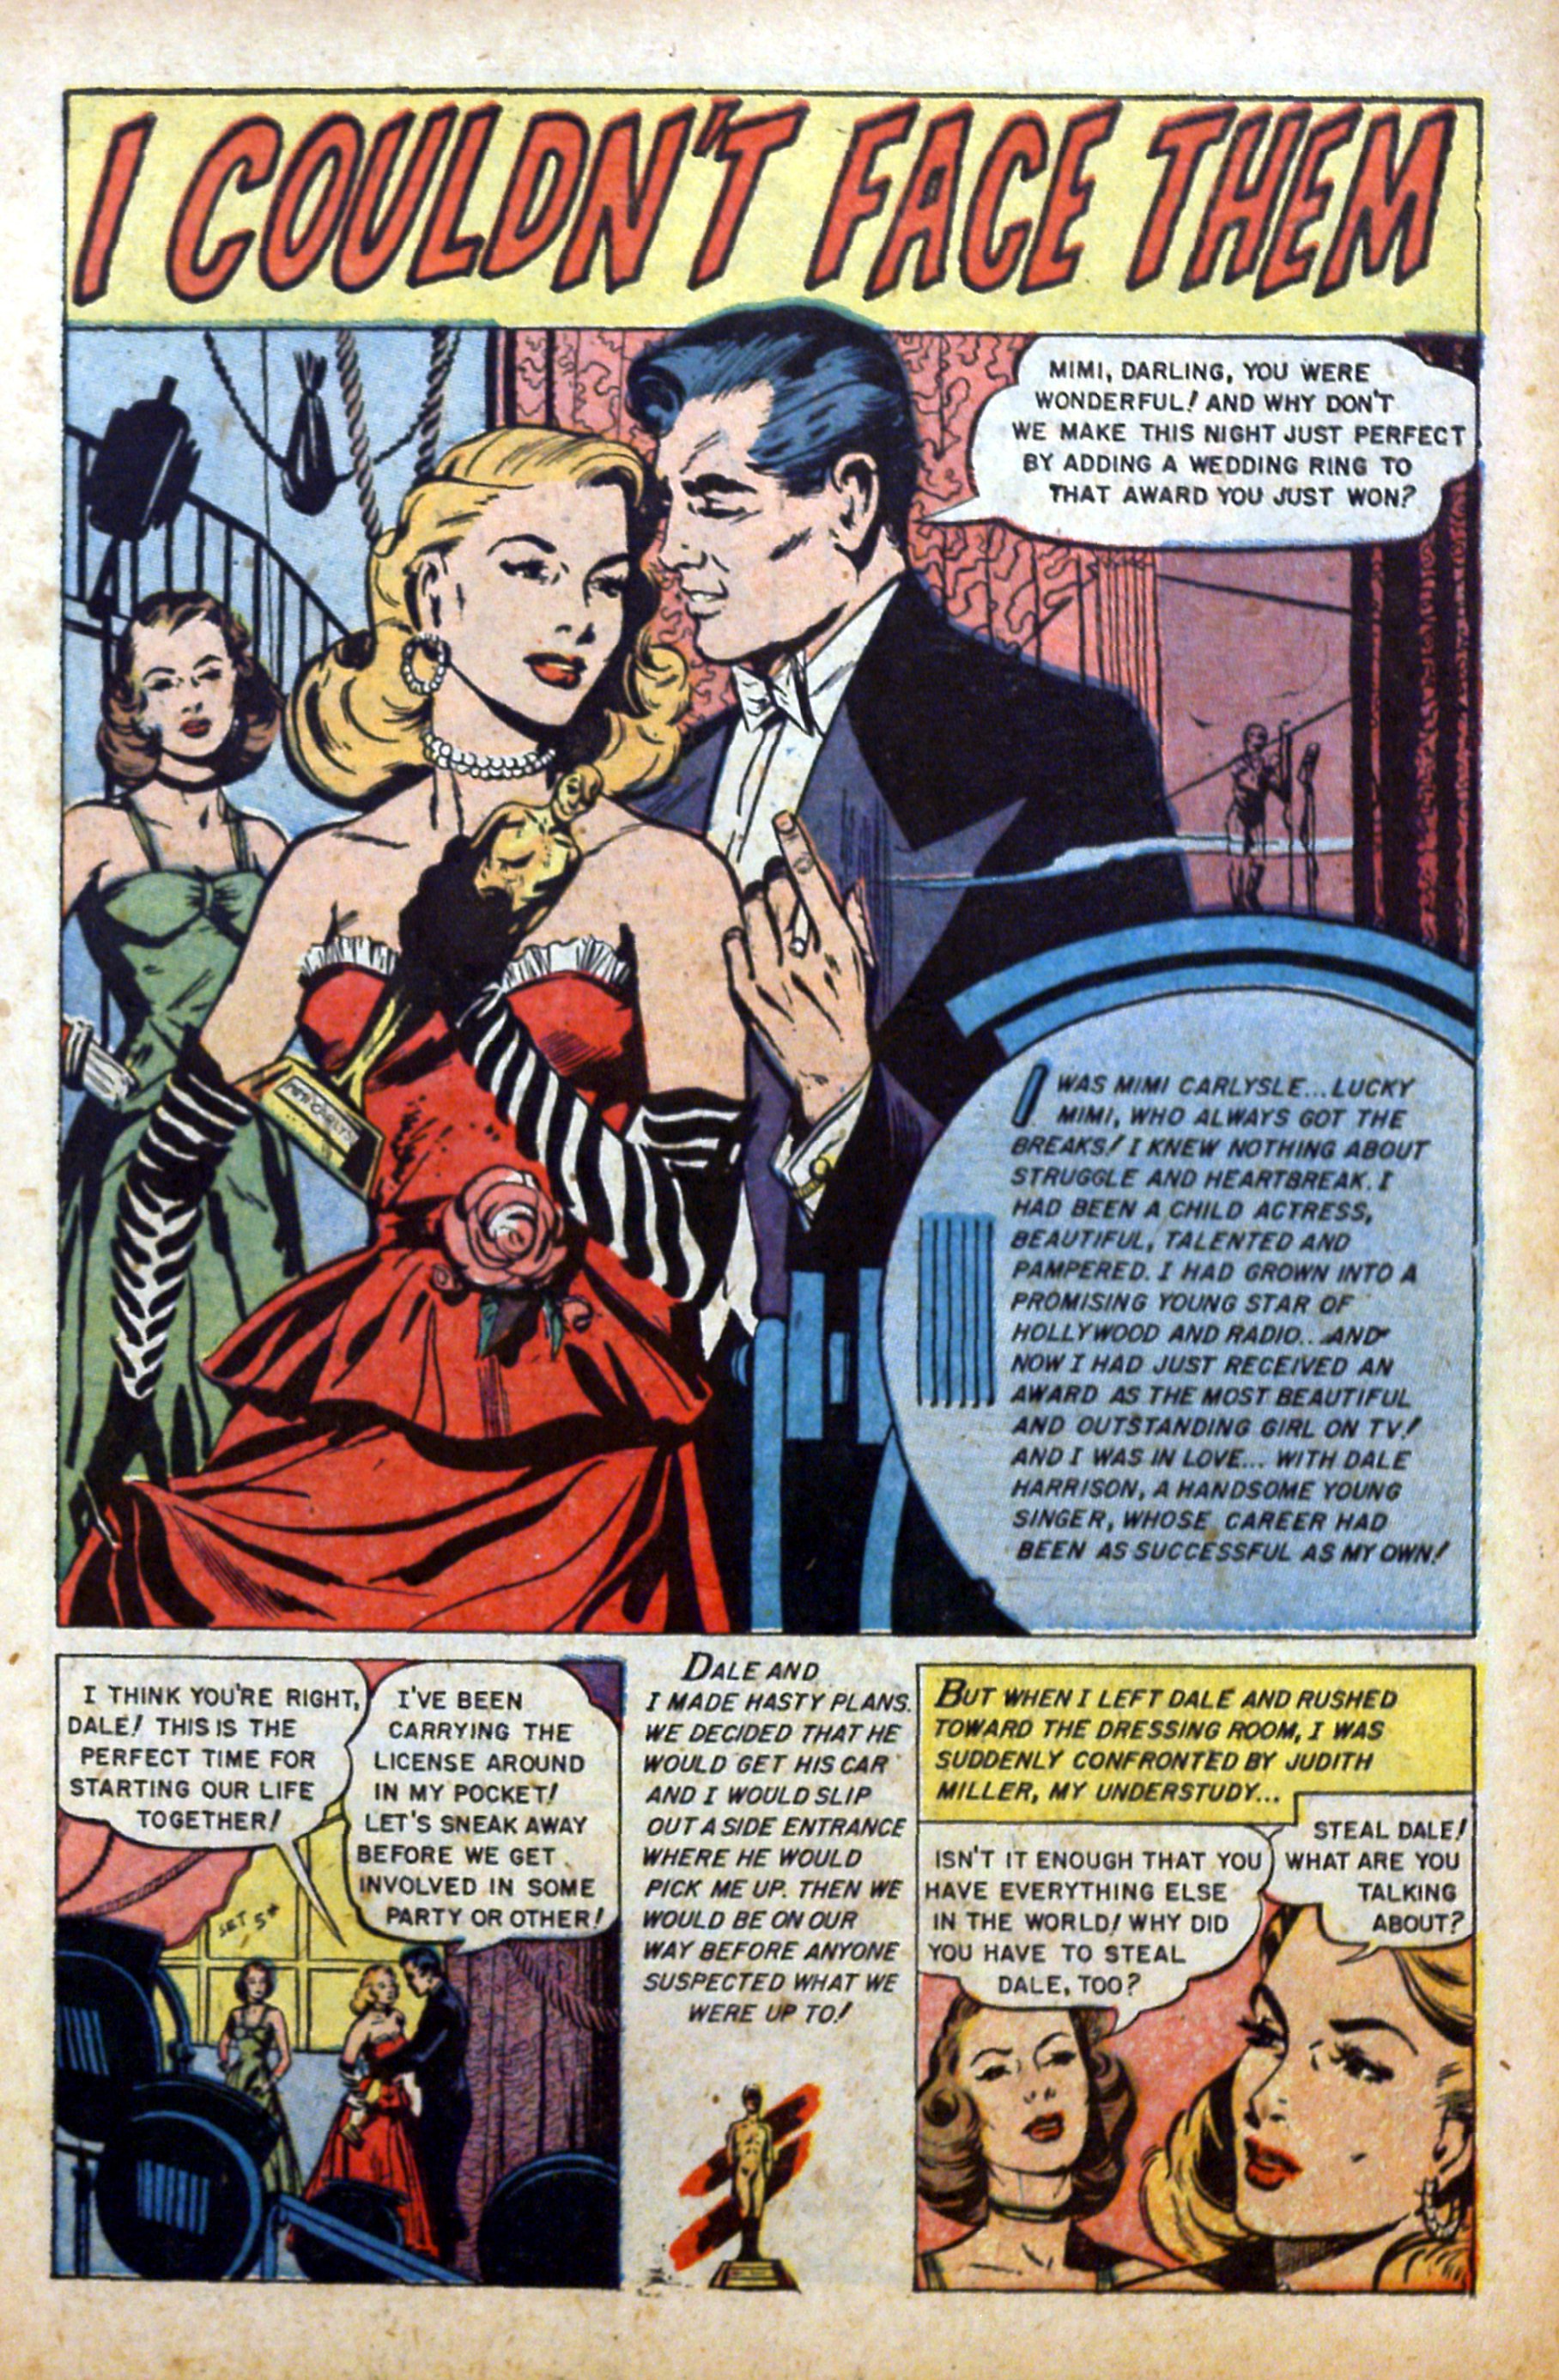 I COULDN'T FACE THEM
MIMI, DARLING, YOU WERE
WONDERFUL! AND WHY DON'T
WE MAKE THIS NIGHT JUST PERFECT
BY ADDING A WEDDING RING TO
THAT AWARD YOU JUST WON?
I WAS MIMI CARLYSLE...LUCKY
MIMI, WHO ALWAYS GOT THE
BREAKS! I KNEW NOTHING ABOUT
STRUGGLE AND HEARTBREAK. I
HAD BEEN A CHILD ACTRESS,
BEAUTIFUL, TALENTED AND
PAMPERED. I HAD GROWN INTO A
PROMISING YOUNG STAR OF
HOLLYWOOD AND RADIO...AND
NOW I HAD JUST RECEIVED AN
AWARD AS THE MOST BEAUTIFUL
AND OUTSTANDING GIRL ON TV!
AND I WAS IN LOVE... WITH DALE
HARRISON, A HANDSOME YOUNG
SINGER, WHOSE CAREER HAD
BEEN AS SUCCESSFUL AS MY OWN!
I THINK YOU'RE RIGHT,
DALE! THIS IS THE
PERFECT TIME FOR
STARTING OUR LIFE
TOGETHER!
I'VE BEEN
CARRYING THE
LICENSE AROUND
IN MY POCKET!
LET'S SNEAK AWAY
BEFORE WE GET
INVOLVED IN SOME
PARTY OR OTHER!
SET 5#
DALE AND
I MADE HASTY PLANS.
WE DECIDED THAT HE
WOULD GET HIS CAR
AND I WOULD SLIP
OUT A SIDE ENTRANCE
WHERE HE WOULD
PICK ME UP. THEN WE
WOULD BE ON OUR
WAY BEFORE ANYONE
SUSPECTED WHAT WE
WERE UP TO!
BUT WHEN I LEFT DALE AND RUSHED
TOWARD THE DRESSING ROOM, I WAS
SUDDENLY CONFRONTED BY JUDITH
MILLER, MY UNDERSTUDY...
ISN'T IT ENOUGH THAT YOU
HAVE EVERYTHING ELSE
IN THE WORLD! WHY DID
YOU HAVE TO STEAL
DALE, TOO?
STEAL DALE!
WHAT ARE YOU
TALKING
ABOUT?